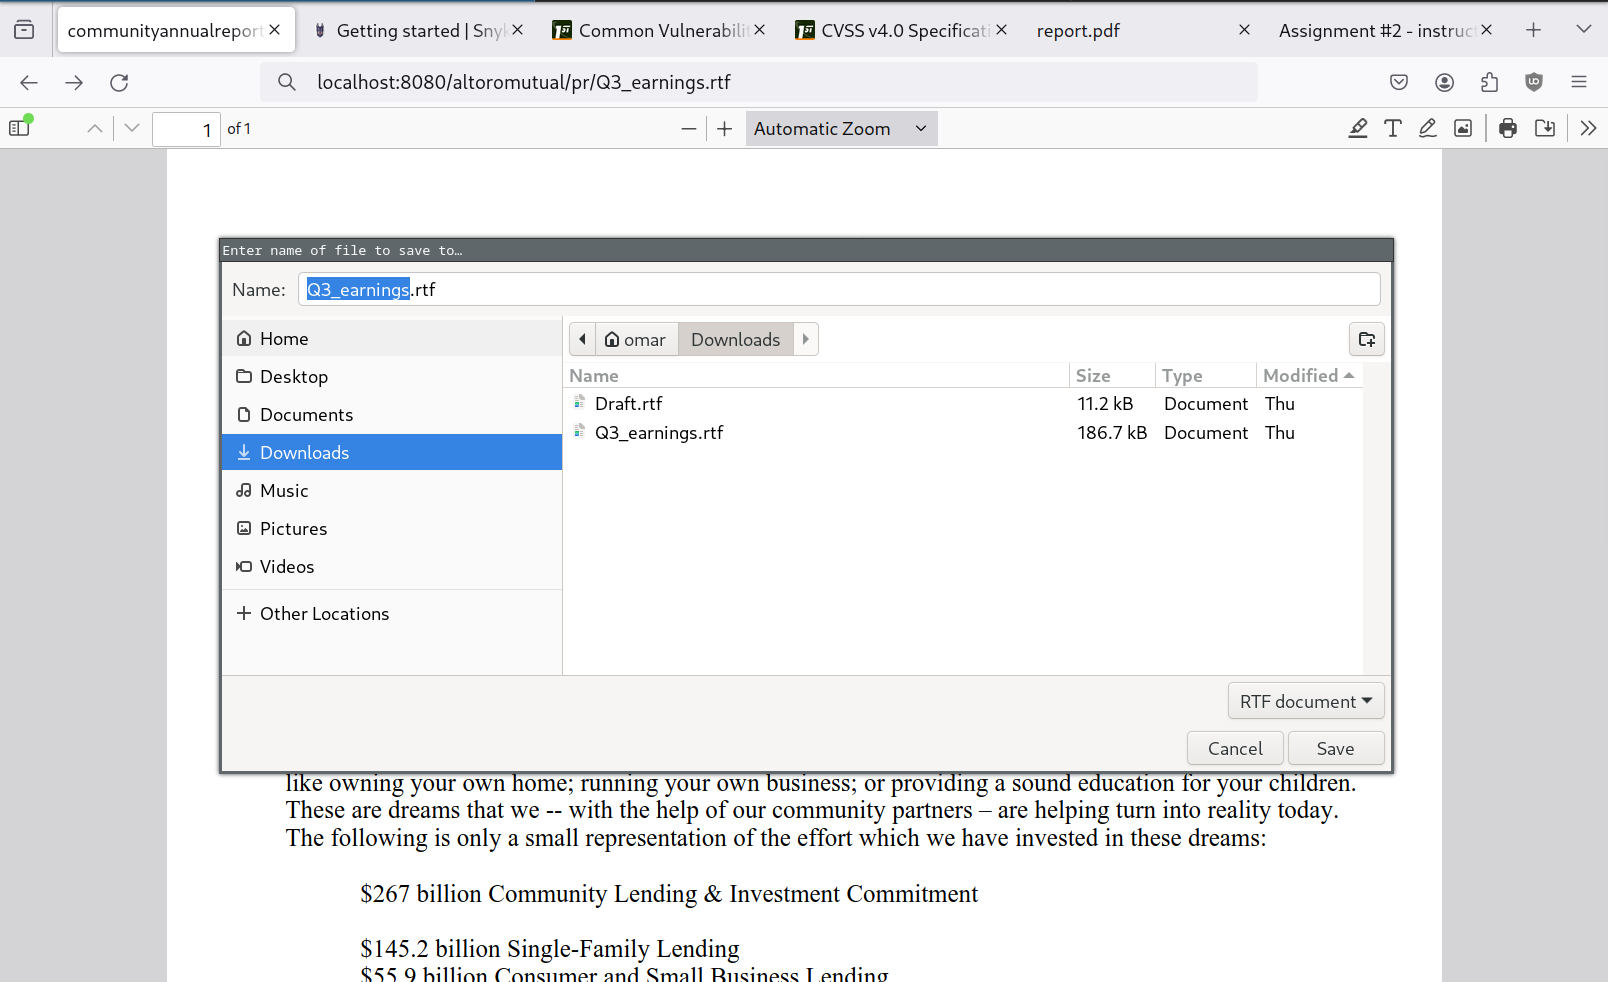 communityannualreport
Getting started | Snyk
Common Vulnerabilit
CVSS v4.0 Specificati
report.pdf
Assignment #2 - instruct
localhost:8080/altoromutual/pr/Q3_earnings.rtf
1 of 1
Automatic Zoom
Enter name of file to save to…
Name: Q3_earnings.rtf
Home
Desktop
Documents
Downloads
Music
Pictures
Videos
Other Locations
omar Downloads
Name Size Type Modified
Draft.rtf 11.2 kB Document Thu
Q3_earnings.rtf 186.7 kB Document Thu
RTF document
Cancel Save
like owning your own home; running your own business; or providing a sound education for your children.
These are dreams that we -- with the help of our community partners – are helping turn into reality today.
The following is only a small representation of the effort which we have invested in these dreams:
$267 billion Community Lending & Investment Commitment
$145.2 billion Single-Family Lending
$55.9 billion Consumer and Small Business Lending